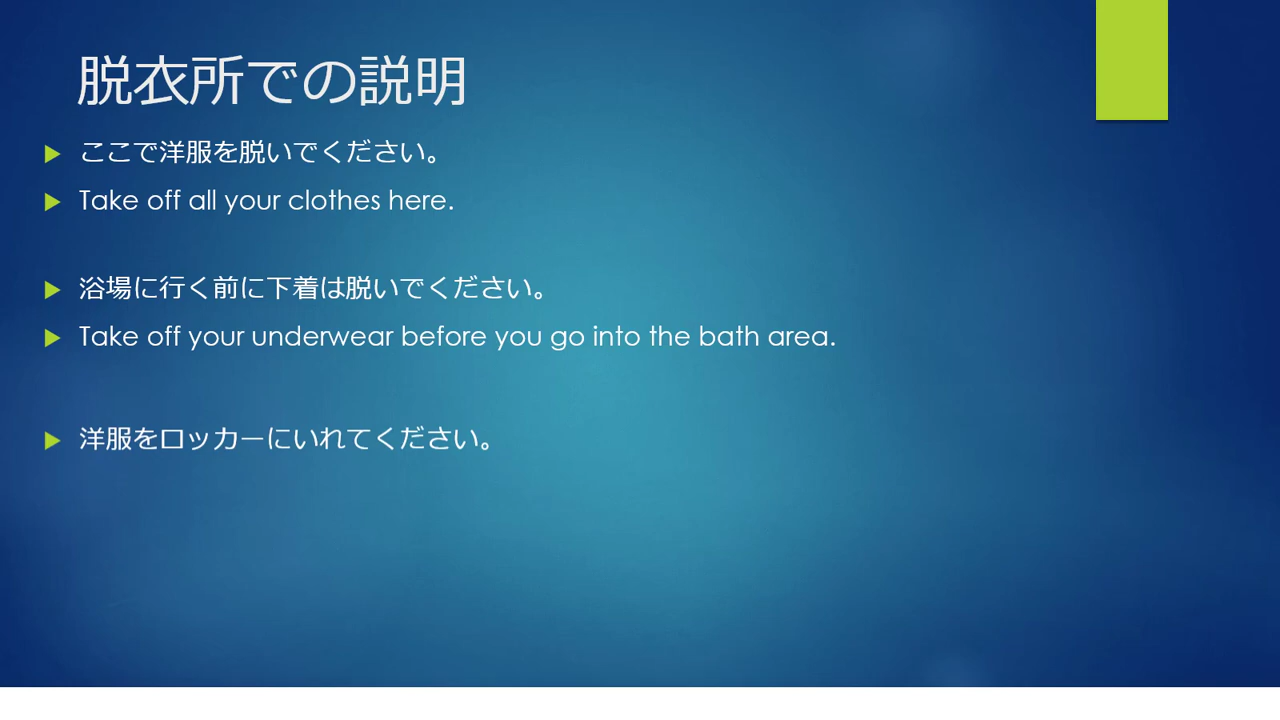 脱衣所での説明
ここで洋服を脱いでください。
Take off all your clothes here.
浴場に行く前に下着は脱いでください。
Take off your underwear before you go into the bath area.
洋服をロッカーにいれてください。